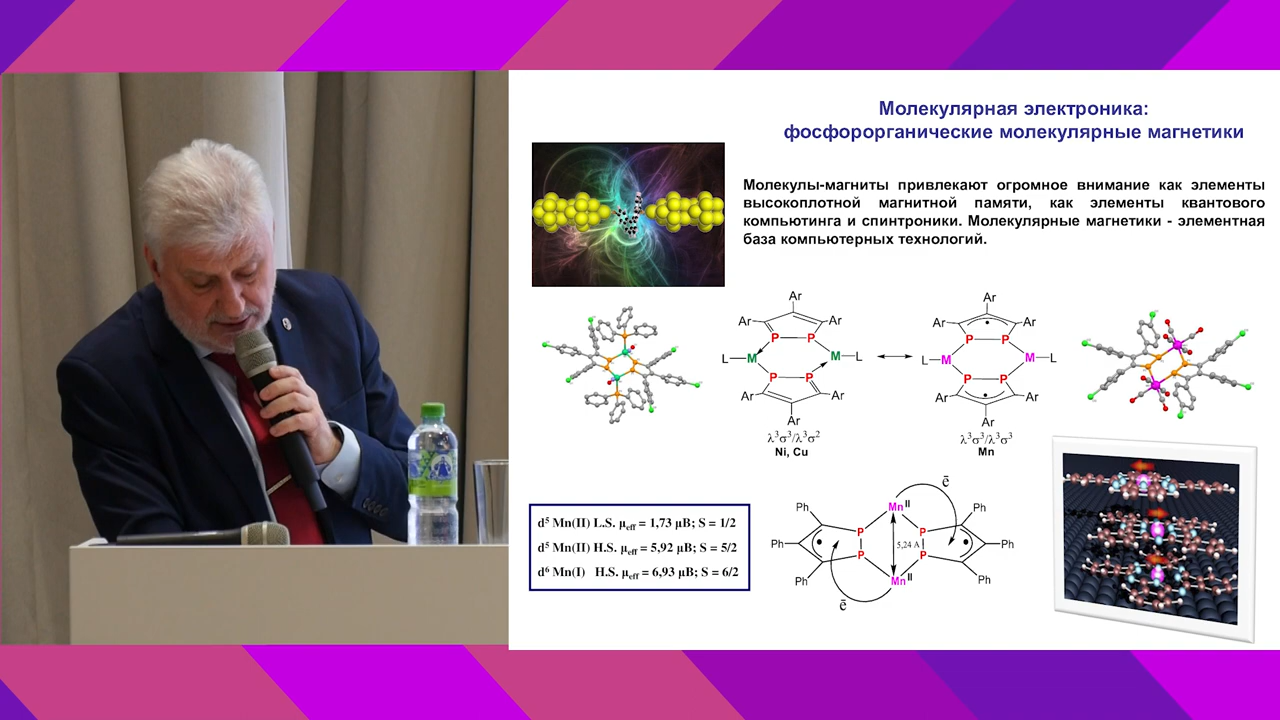 Молекулярная электроника:
фосфорорганические молекулярные магнетики
Молекулы-магниты привлекают огромное внимание как элементы
высокоплотной магнитной памяти, как элементы квантового
компьютинга и спинтроники. Молекулярные магнетики - элементная
база компьютерных технологий.
Ar Ar
Ar Ar Ar Ar
P P P P
L M M L L M M L
P P P P
Ar Ar Ar Ar
Ar Ar
λ³σ³/λ³σ² λ³σ³/λ³σ³
Ni, Cu Mn
d⁵ Mn(II) L.S. μeff = 1,73 μB; S = 1/2
d⁵ Mn(II) H.S. μeff = 5,92 μB; S = 5/2
d⁶ Mn(I) H.S. μeff = 6,93 μB; S = 6/2
ē
Ph Mn II Ph
P P
Ph 5,24 A Ph
P P
Ph Mn II Ph
ē